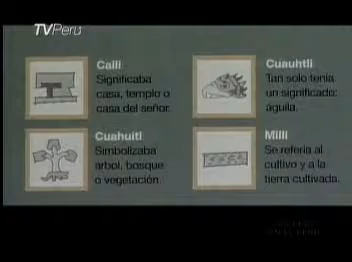 TVPerú
Calli
Significaba
casa, templo o
casa del señor.
Cuauhtli
Tan solo tenía
un significado:
águila.
Cuahuitl
Simbolizaba
árbol, bosque
o vegetación.
Milli
Se refería al
cultivo y a la
tierra cultivada.